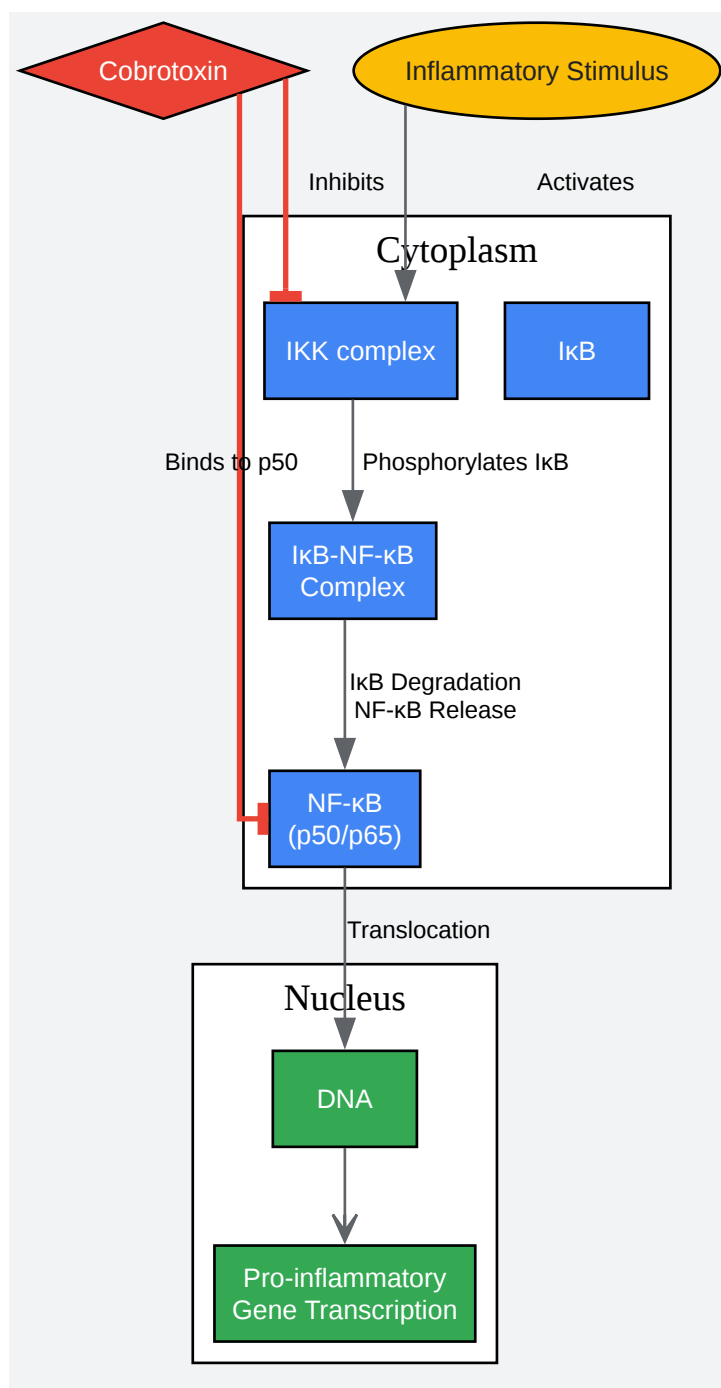 Cobrotoxin
Inflammatory Stimulus
Inhibits
Activates
Cytoplasm
IKK complex
IκB
Binds to p50
Phosphorylates IκB
IκB-NF-κB
Complex
IκB Degradation
NF-κB Release
NF-κB
(p50/p65)
Translocation
Nucleus
DNA
Pro-inflammatory
Gene Transcription